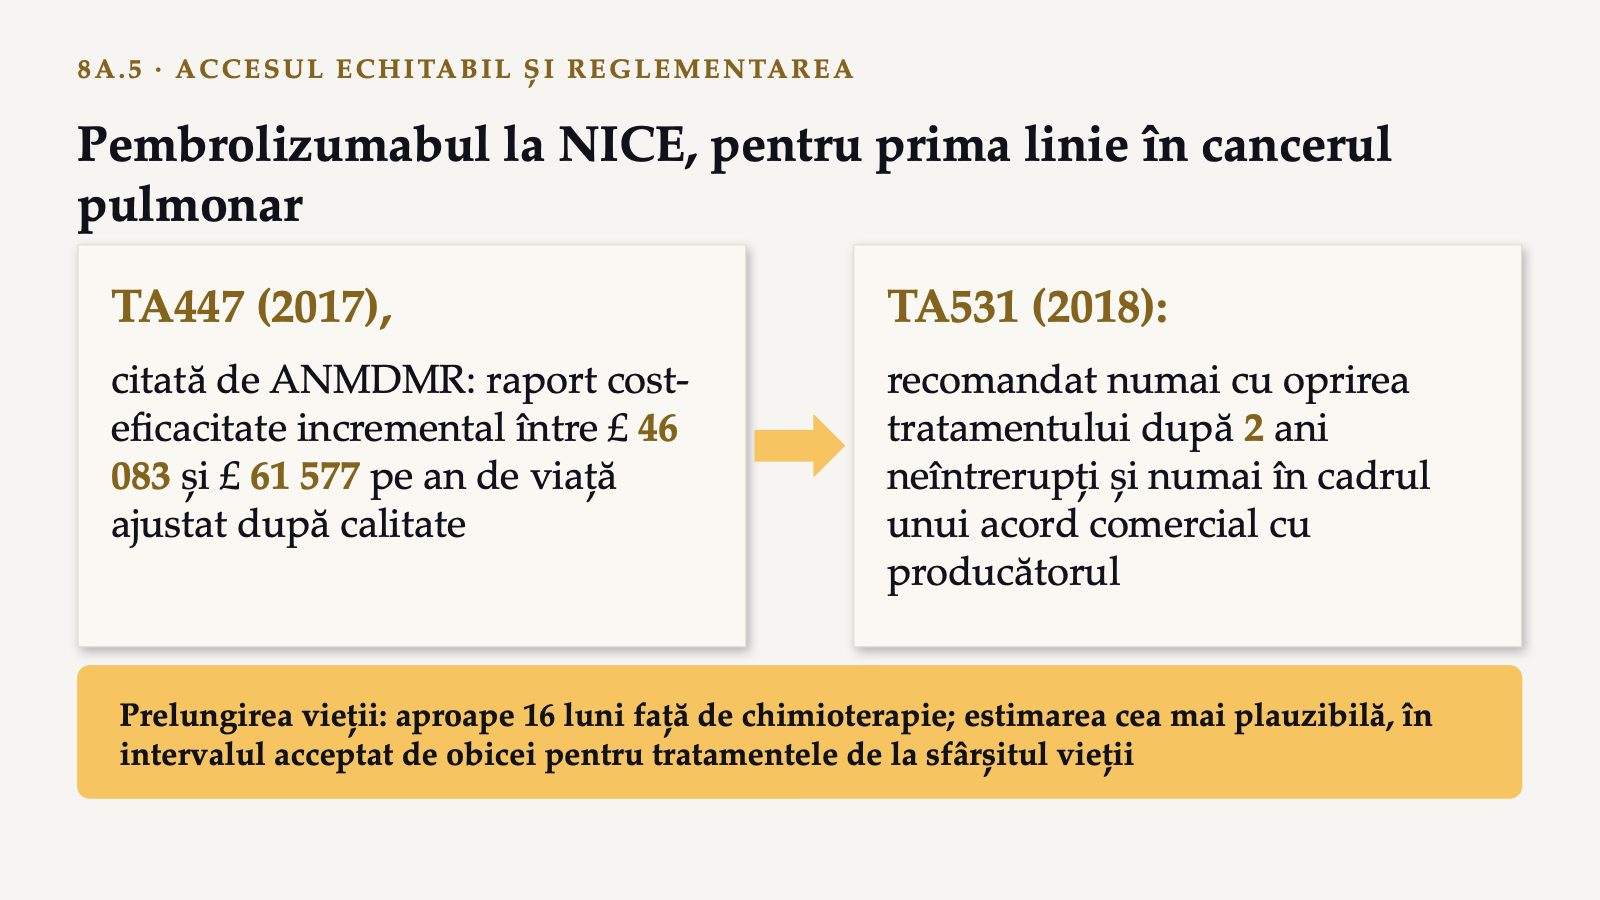 8A.5 · ACCESUL ECHITABIL ȘI REGLEMENTAREA
Pembrolizumabul la NICE, pentru prima linie în cancerul
pulmonar
TA447 (2017),
citată de ANMDMR: raport cost-
eficacitate incremental între £ 46
083 și £ 61 577 pe an de viață
ajustat după calitate
TA531 (2018):
recomandat numai cu oprirea
tratamentului după 2 ani
neîntrerupți și numai în cadrul
unui acord comercial cu
producătorul
Prelungirea vieții: aproape 16 luni față de chimioterapie; estimarea cea mai plauzibilă, în
intervalul acceptat de obicei pentru tratamentele de la sfârșitul vieții